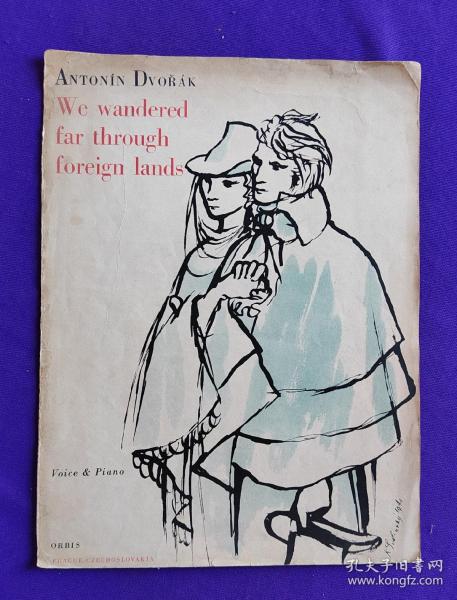 ANTONÍN DVOŘÁK
We wandered
far through
foreign lands
Voice & Piano
ORBIS
PRAGUE-CZECHOSLOVAKIA
孔夫子旧书网
www.kongfz.com